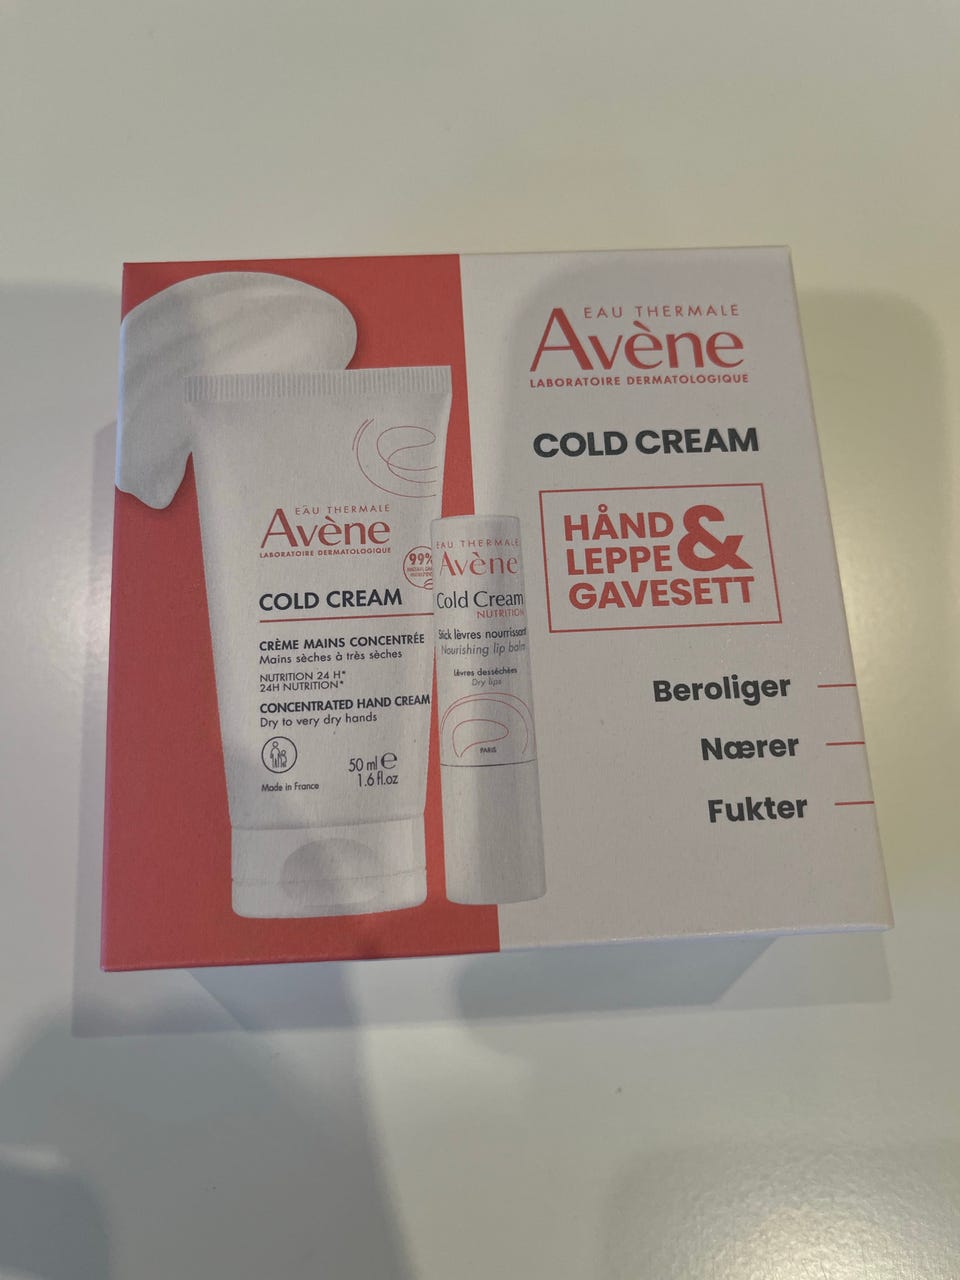 EAU THERMALE
Avène
LABORATOIRE DERMATOLOGIQUE
COLD CREAM
HÅND &
LEPPE
GAVESETT
Beroliger
Nærer
Fukter
EAU THERMALE
Avène
LABORATOIRE DERMATOLOGIQUE
99%
COLD CREAM
CRÈME MAINS CONCENTRÉE
Mains sèches à très sèches
NUTRITION 24 H*
24H NUTRITION*
CONCENTRATED HAND CREAM
Dry to very dry hands
50 ml e
1.6 fl.oz
Made in France
EAU THERMALE
Avène
Cold Cream
NUTRITION
Stick lèvres nourrissant
Nourishing lip balm
Lèvres desséchées
Dry lips
PARIS